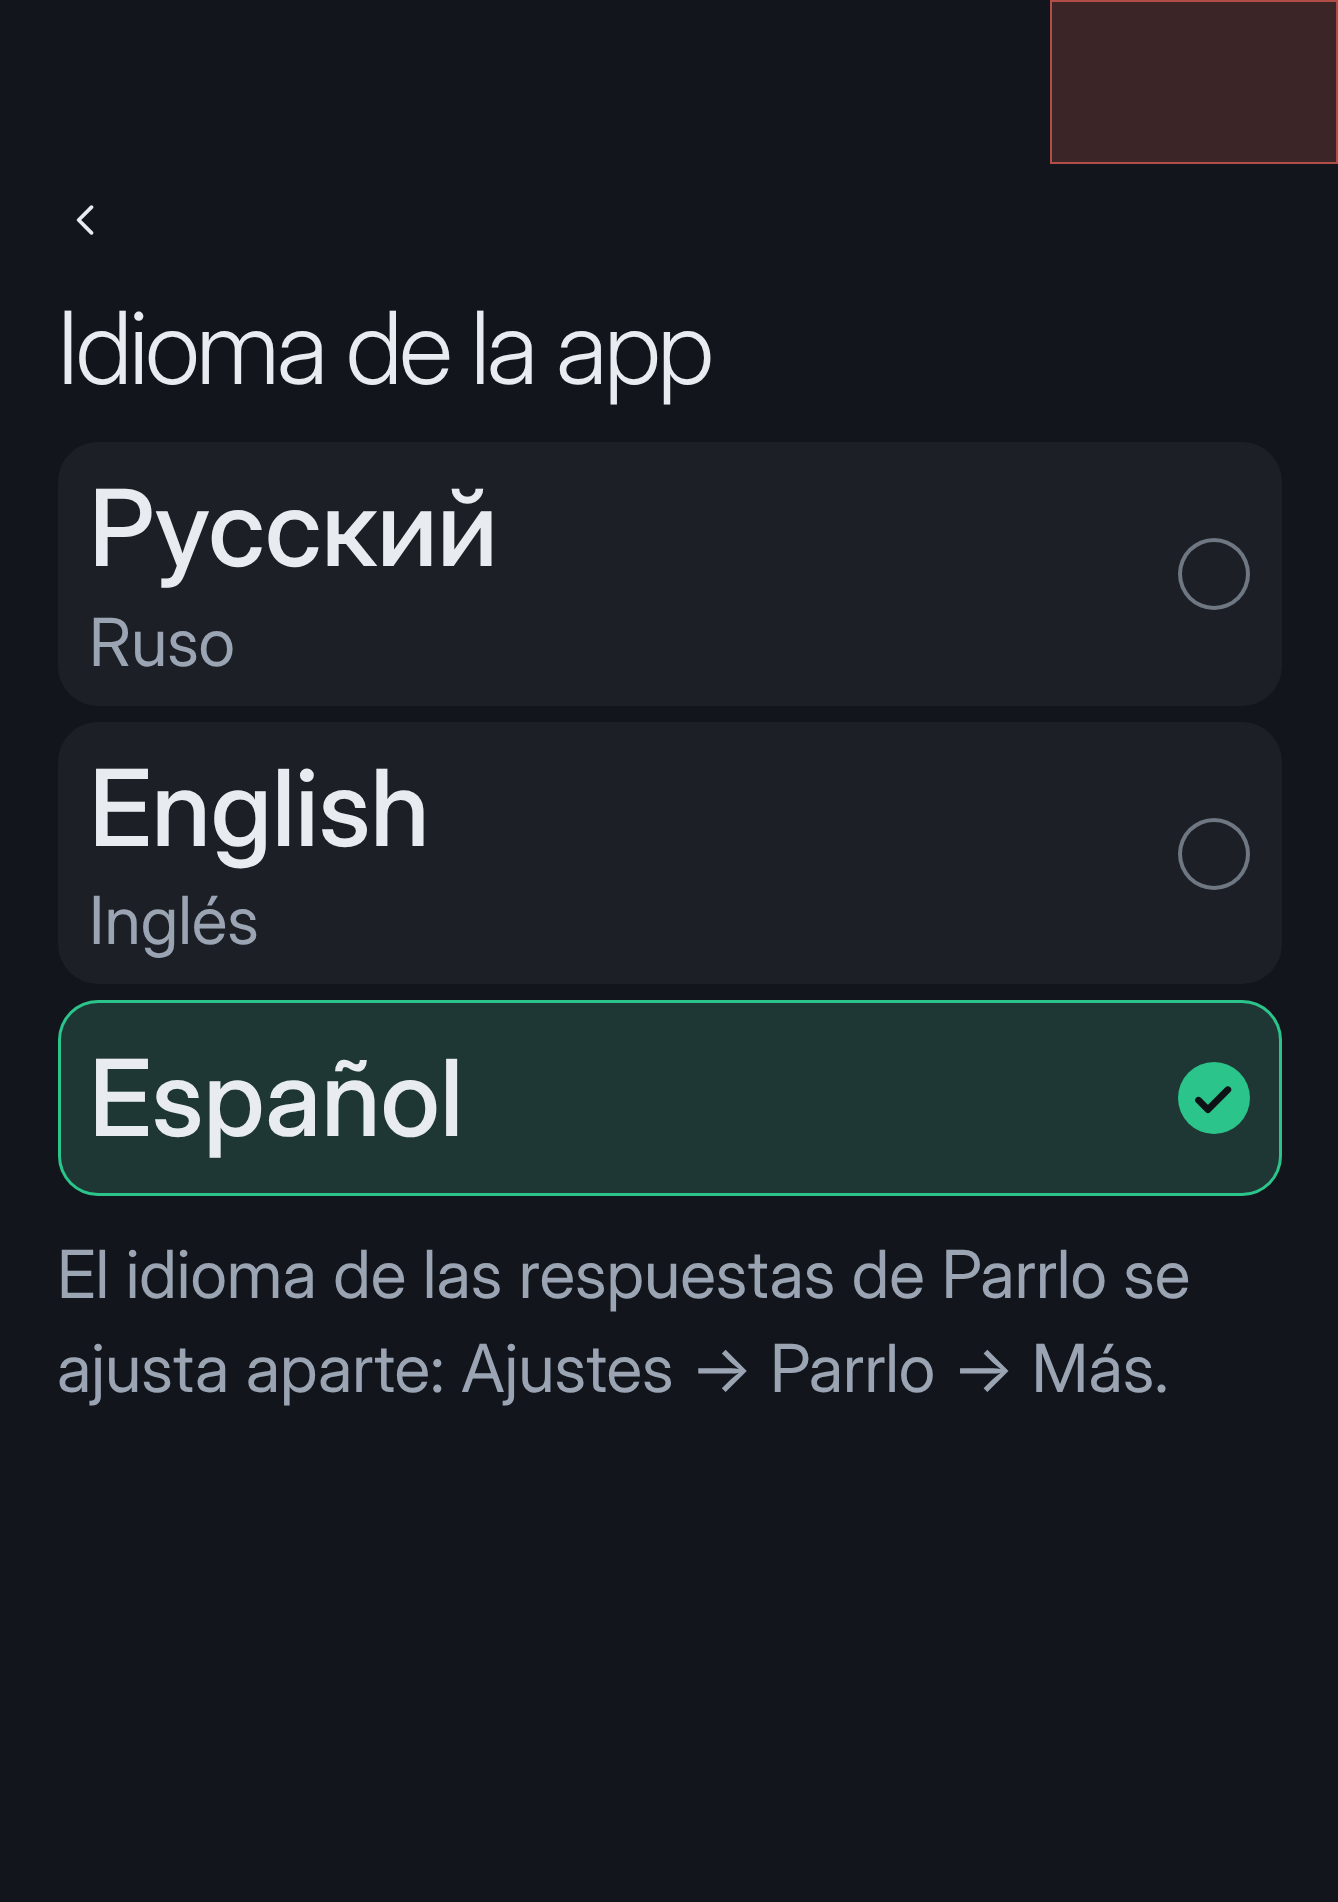 Idioma de la app
Русский
Ruso
English
Inglés
Español
El idioma de las respuestas de Parrlo se
ajusta aparte: Ajustes → Parrlo → Más.